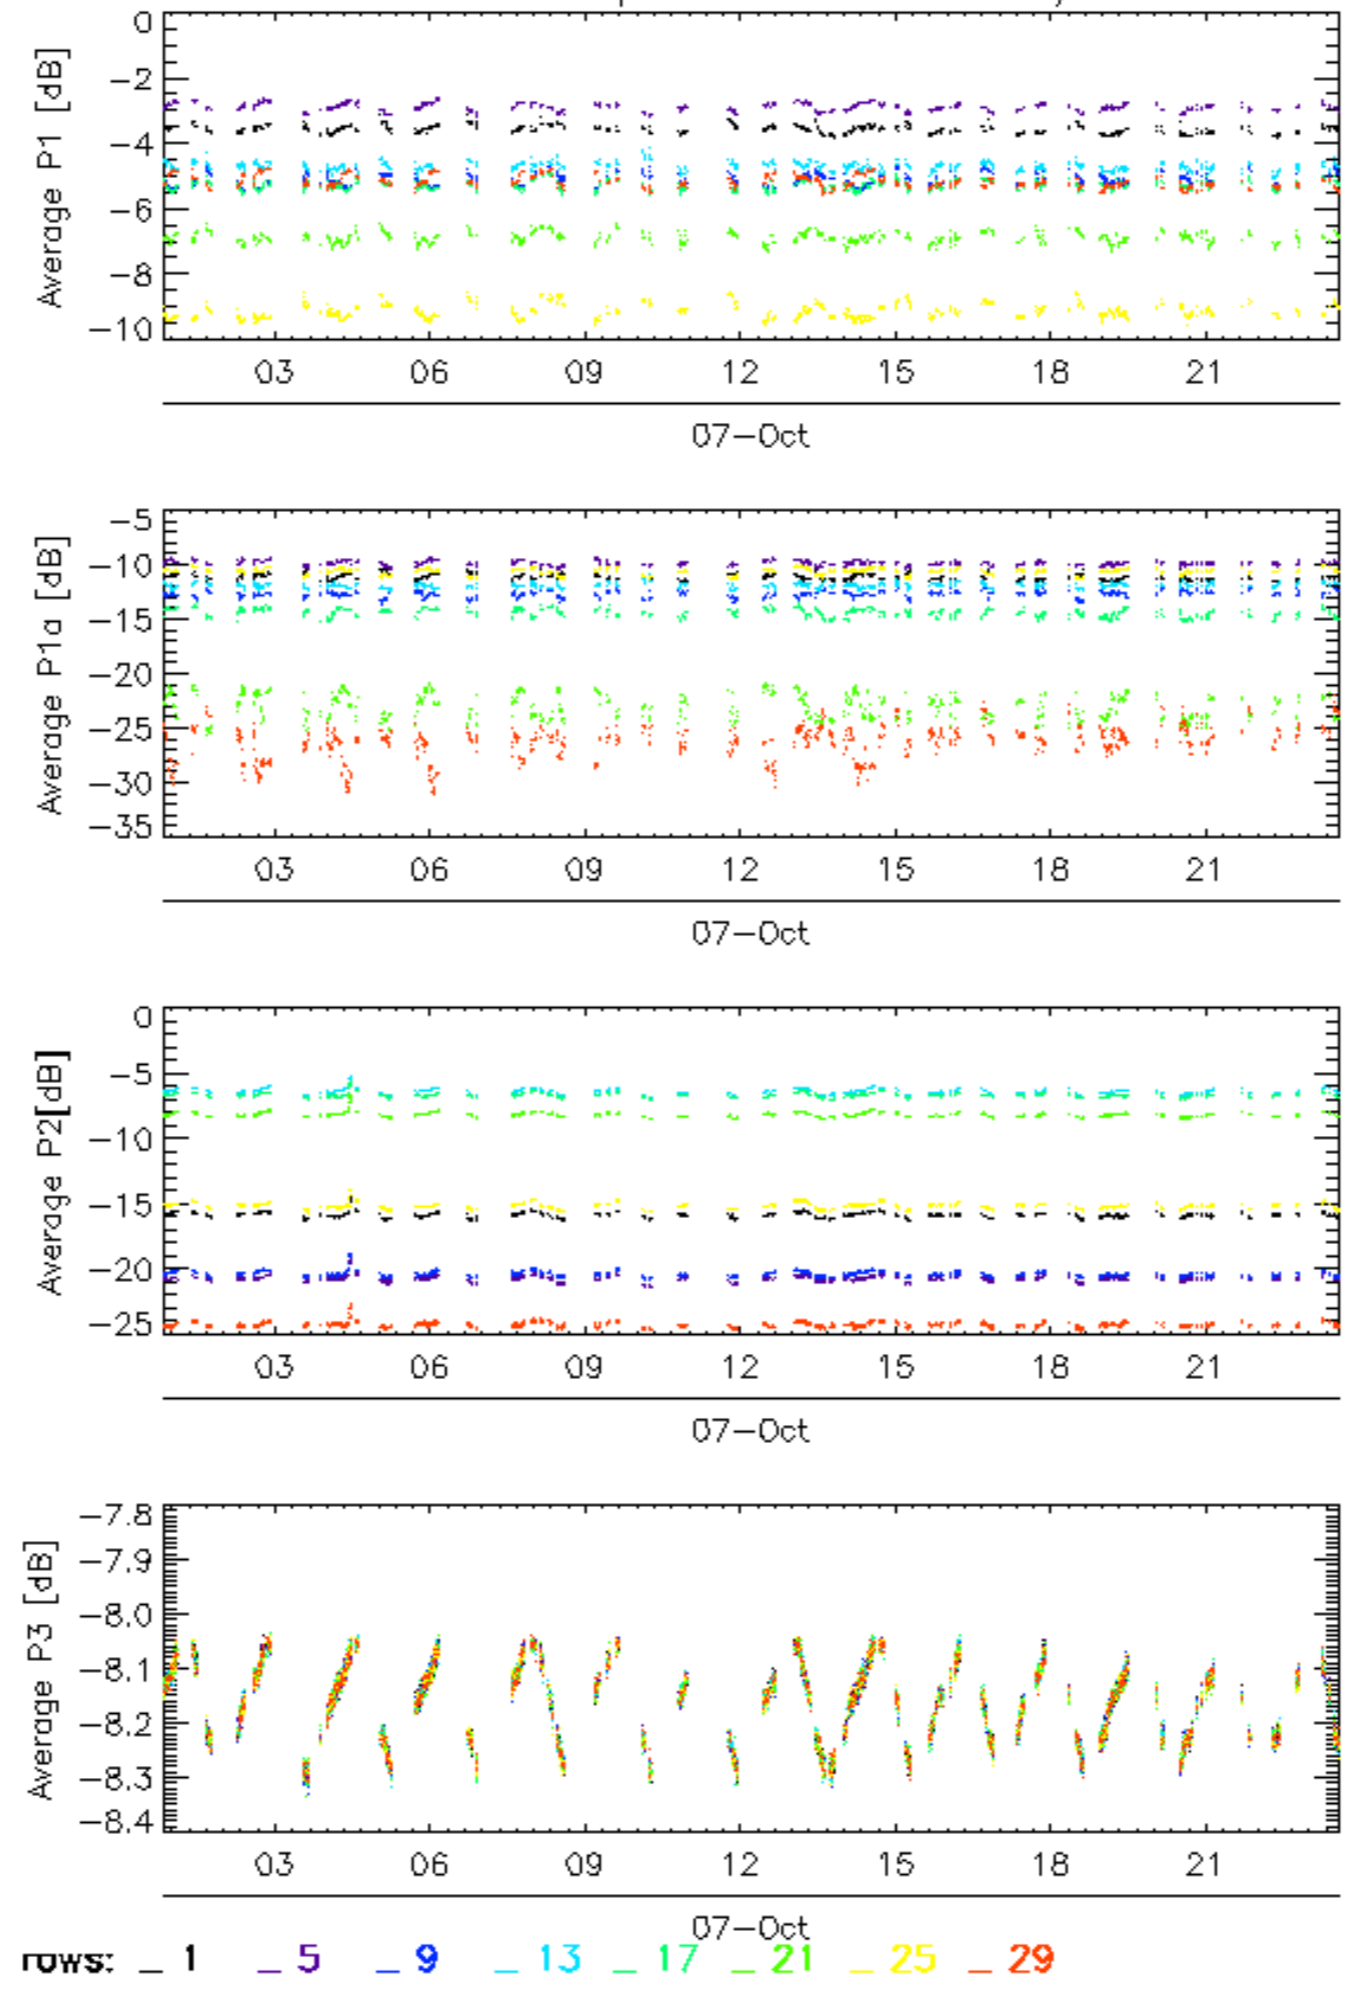 0
−2
−4
−6
−8
−10
Average P1 [dB]
03 06 09 12 15 18 21
07−Oct
−5
−10
−15
−20
−25
−30
−35
Average P1a [dB]
03 06 09 12 15 18 21
07−Oct
0
−5
−10
−15
−20
−25
Average P2[dB]
03 06 09 12 15 18 21
07−Oct
−7.8
−7.9
−8.0
−8.1
−8.2
−8.3
−8.4
Average P3 [dB]
03 06 09 12 15 18 21
07−Oct
rows: _ 1 _ 5 _ 9 _ 13 _ 17 _ 21 _ 25 _ 29